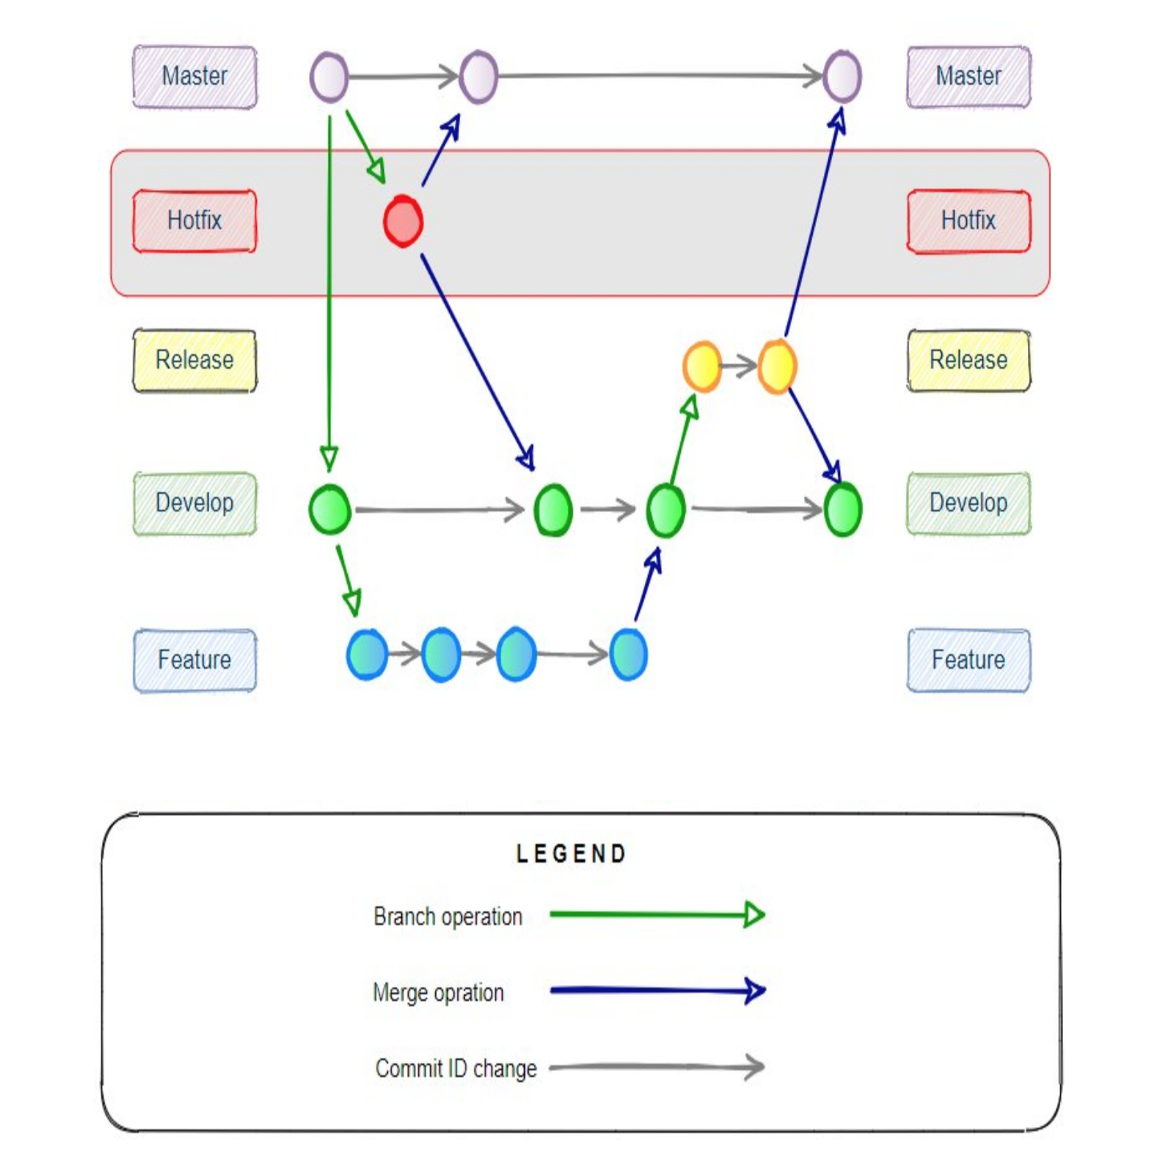 Master Master
Hotfix Hotfix
Release Release
Develop Develop
Feature Feature
LEGEND
Branch operation
Merge opration
Commit ID change